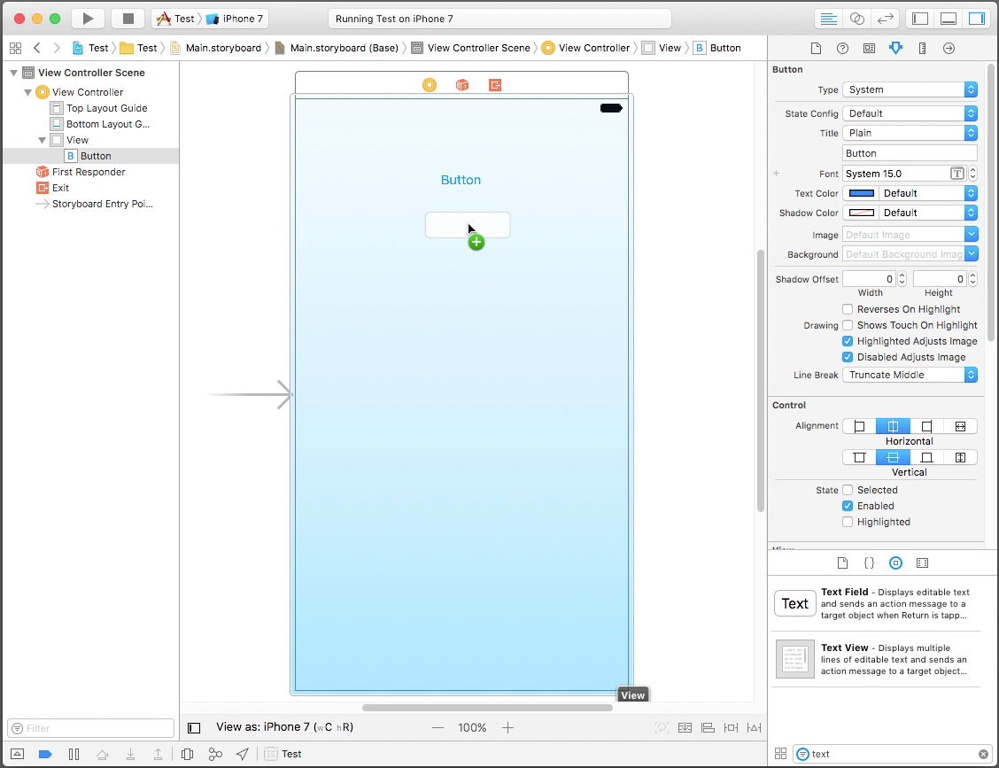 Test iPhone 7
Running Test on iPhone 7
Test Test Main.storyboard Main.storyboard (Base) View Controller Scene View Controller View B Button
View Controller Scene
View Controller
Top Layout Guide
Bottom Layout G...
View
B Button
First Responder
Exit
Storyboard Entry Poi...
Filter
Button
View
View as: iPhone 7 (wC hR)
100%
Test
Button
Type System
State Config Default
Title Plain
Button
Font System 15.0 T
Text Color Default
Shadow Color Default
Image Default Image
Background Default Background Imag
Shadow Offset 0 0
Width Height
Reverses On Highlight
Drawing Shows Touch On Highlight
Highlighted Adjusts Image
Disabled Adjusts Image
Line Break Truncate Middle
Control
Alignment
Horizontal
Vertical
State Selected
Enabled
Highlighted
View
{}
Text
Text Field - Displays editable text
and sends an action message to a
target object when Return is tapp...
Text View - Displays multiple
lines of editable text and sends an
action message to a target object...
text